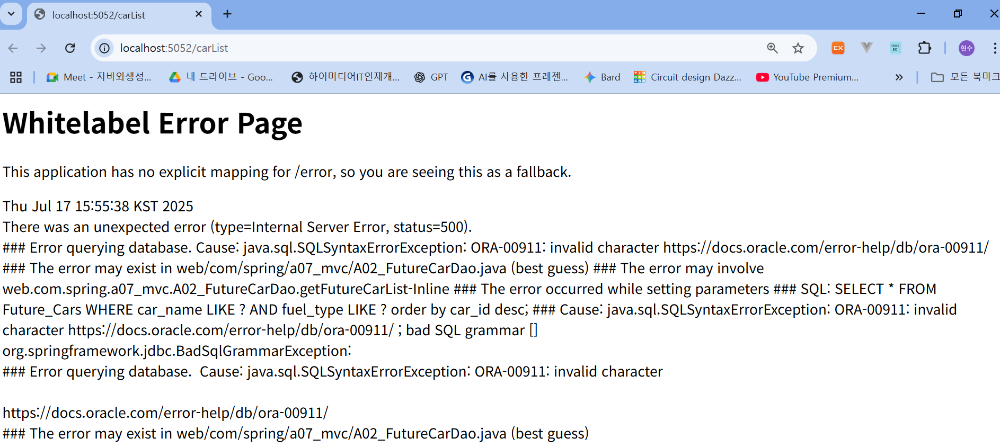 localhost:5052/carList
localhost:5052/carList
EX
CROSS EX
현수
Meet - 자바와생성...
내 드라이브 - Goo...
하이미디어IT인재개...
GPT
AI를 사용한 프레젠...
Bard
TINKERCAD
Circuit design Dazz...
YouTube Premium...
모든 북마크
Whitelabel Error Page
This application has no explicit mapping for /error, so you are seeing this as a fallback.
Thu Jul 17 15:55:38 KST 2025
There was an unexpected error (type=Internal Server Error, status=500).
### Error querying database. Cause: java.sql.SQLSyntaxErrorException: ORA-00911: invalid character https://docs.oracle.com/error-help/db/ora-00911/
### The error may exist in web/com/spring/a07_mvc/A02_FutureCarDao.java (best guess) ### The error may involve
web.com.spring.a07_mvc.A02_FutureCarDao.getFutureCarList-Inline ### The error occurred while setting parameters ### SQL: SELECT * FROM
Future_Cars WHERE car_name LIKE ? AND fuel_type LIKE ? order by car_id desc; ### Cause: java.sql.SQLSyntaxErrorException: ORA-00911: invalid
character https://docs.oracle.com/error-help/db/ora-00911/ ; bad SQL grammar []
org.springframework.jdbc.BadSqlGrammarException:
### Error querying database.  Cause: java.sql.SQLSyntaxErrorException: ORA-00911: invalid character
https://docs.oracle.com/error-help/db/ora-00911/
### The error may exist in web/com/spring/a07_mvc/A02_FutureCarDao.java (best guess)